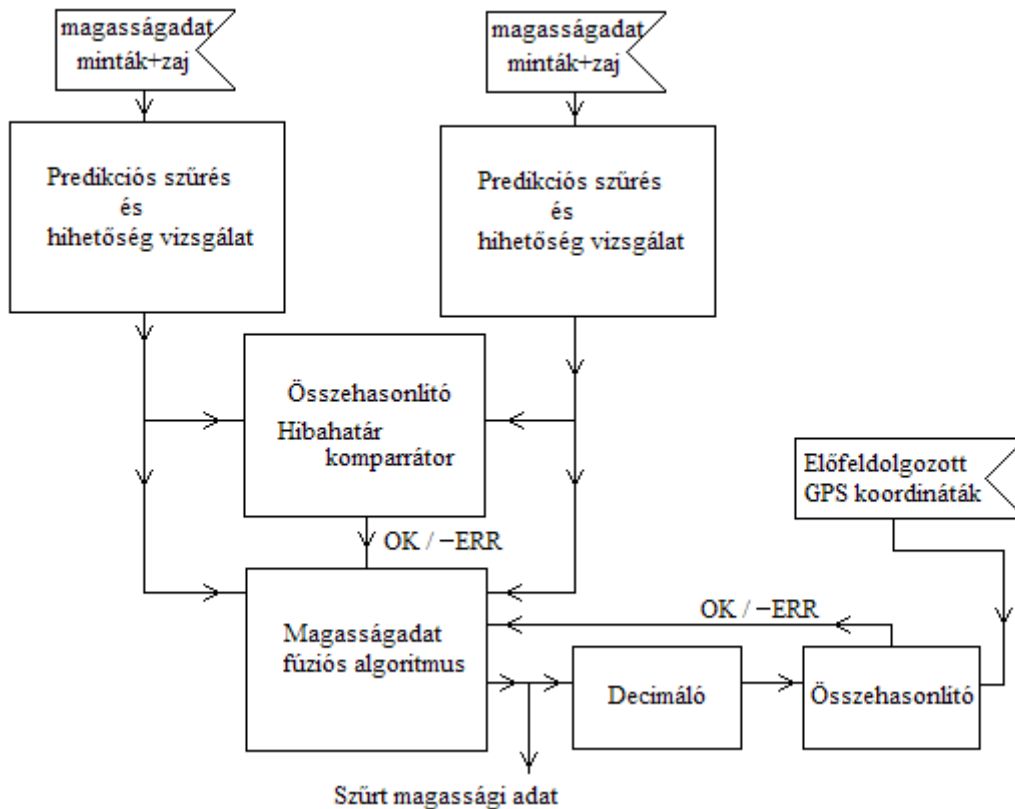 magasságadat
minták+zaj
magasságadat
minták+zaj
Predikciós szűrés
és
hihetőség vizsgálat
Predikciós szűrés
és
hihetőség vizsgálat
Összehasonlító
Hibahatár
komparrátor
Előfeldolgozott
GPS koordináták
OK / −ERR
OK / −ERR
Magasságadat
fúziós algoritmus
Decimáló
Összehasonlító
Szűrt magassági adat